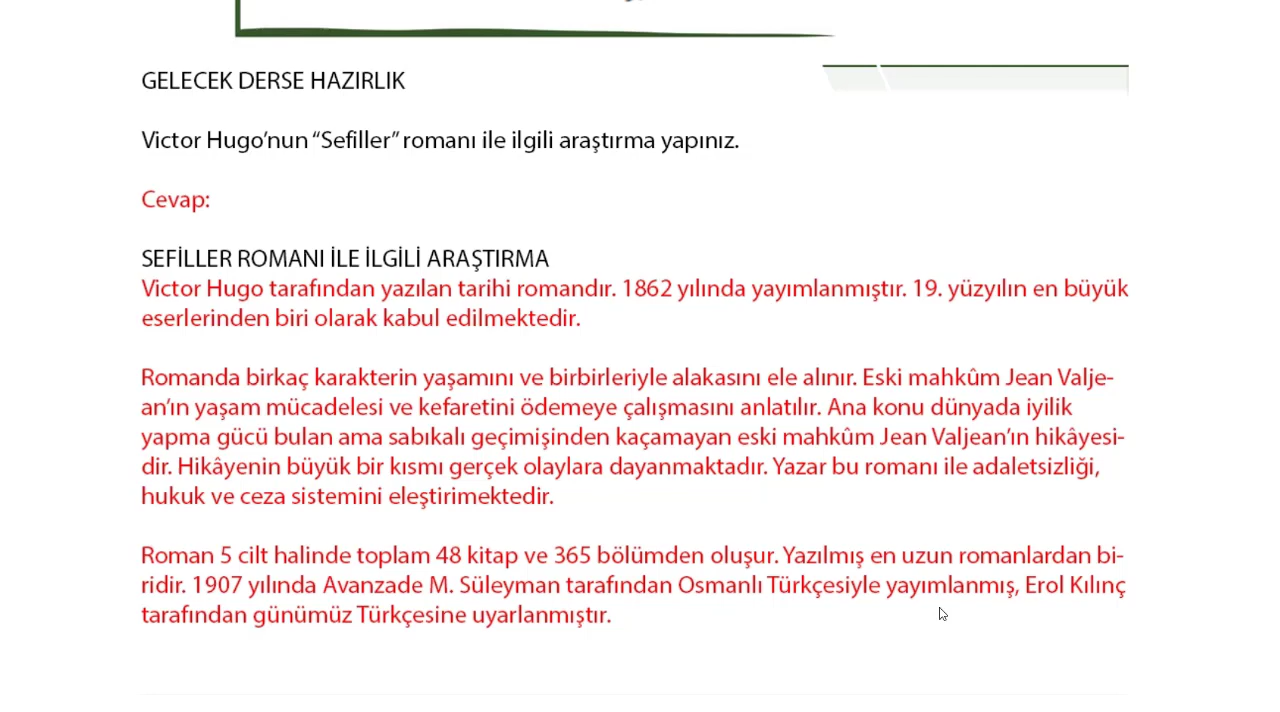 GELECEK DERSE HAZIRLIK
Victor Hugo’nun “Sefiller” romanı ile ilgili araştırma yapınız.
Cevap:
SEFİLLER ROMANI İLE İLGİLİ ARAŞTIRMA
Victor Hugo tarafından yazılan tarihi romandır. 1862 yılında yayımlanmıştır. 19. yüzyılın en büyük
eserlerinden biri olarak kabul edilmektedir.
Romanda birkaç karakterin yaşamını ve birbirleriyle alakasını ele alınır. Eski mahkûm Jean Valje-
an’ın yaşam mücadelesi ve kefaretini ödemeye çalışmasını anlatılır. Ana konu dünyada iyilik
yapma gücü bulan ama sabıkalı geçimişinden kaçamayan eski mahkûm Jean Valjean’ın hikâyesi-
dir. Hikâyenin büyük bir kısmı gerçek olaylara dayanmaktadır. Yazar bu romanı ile adaletsizliği,
hukuk ve ceza sistemini eleştirimektedir.
Roman 5 cilt halinde toplam 48 kitap ve 365 bölümden oluşur. Yazılmış en uzun romanlardan bi-
ridir. 1907 yılında Avanzade M. Süleyman tarafından Osmanlı Türkçesiyle yayımlanmış, Erol Kılınç
tarafından günümüz Türkçesine uyarlanmıştır.